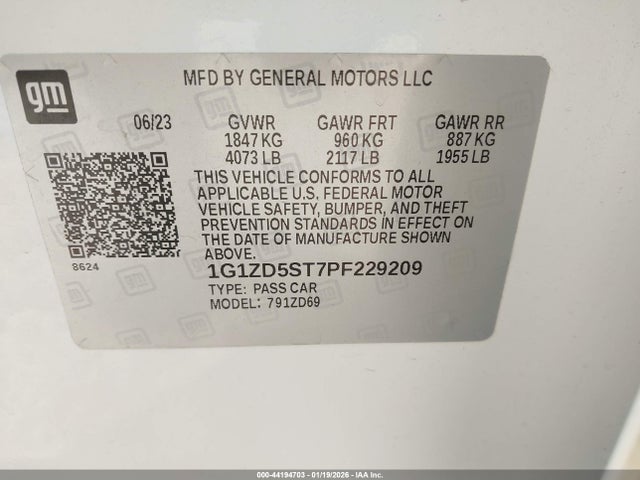 gm
MFD BY GENERAL MOTORS LLC
06/23 GVWR GAWR FRT GAWR RR
1847 KG 960 KG 887 KG
4073 LB 2117 LB 1955 LB
THIS VEHICLE CONFORMS TO ALL
APPLICABLE U.S. FEDERAL MOTOR
VEHICLE SAFETY, BUMPER, AND THEFT
PREVENTION STANDARDS IN EFFECT ON
THE DATE OF MANUFACTURE SHOWN
ABOVE.
8624
1G1ZD5ST7PF229209
TYPE: PASS CAR
MODEL: 791ZD69
000-44194703 - 01/19/2026 - IAA Inc.